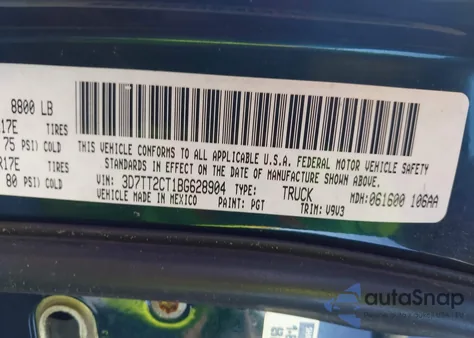 8800 LB
17E TIRES
75 PSI) COLD
R17E TIRES
80 PSI) COLD
THIS VEHICLE CONFORMS TO ALL APPLICABLE U.S.A. FEDERAL MOTOR VEHICLE SAFETY
STANDARDS IN EFFECT ON THE DATE OF MANUFACTURE SHOWN ABOVE.
VIN: 3D7TT2CT1BG628904 TYPE: TRUCK MDH: 061600 106AA
VEHICLE MADE IN MEXICO PAINT: PGT TRIM: V9V3
autoSnap